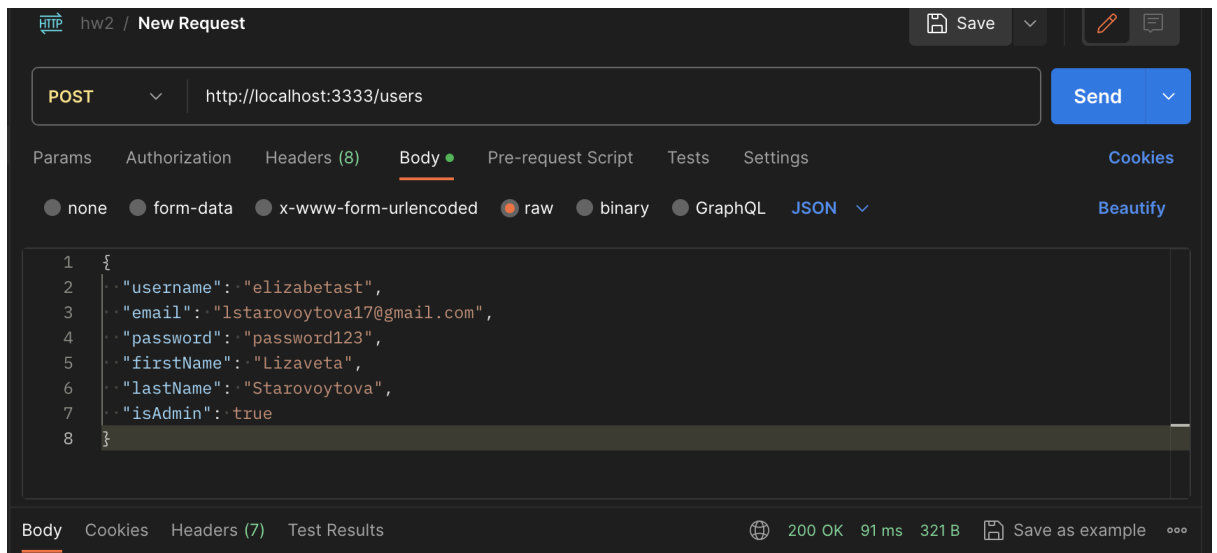 HTTP hw2 / New Request Save
POST http://localhost:3333/users Send
Params Authorization Headers (8) Body Pre-request Script Tests Settings Cookies
none form-data x-www-form-urlencoded raw binary GraphQL JSON Beautify
1 {
2 "username": "elizabetast",
3 "email": "lstarovoytova17@gmail.com",
4 "password": "password123",
5 "firstName": "Lizaveta",
6 "lastName": "Starovoytova",
7 "isAdmin": true
8 }
Body Cookies Headers (7) Test Results 200 OK 91 ms 321 B Save as example